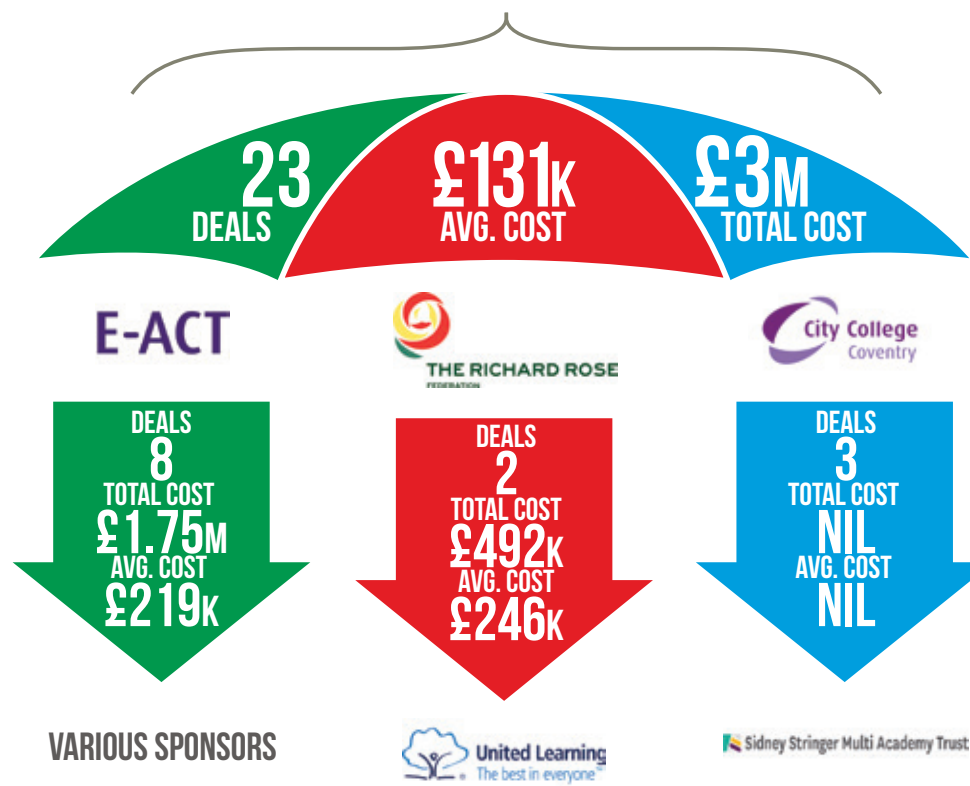 23
DEALS
£131K
AVG. COST
£3M
TOTAL COST
E-ACT
THE RICHARD ROSE
FEDERATION
City College
Coventry
DEALS
8
TOTAL COST
£1.75M
AVG. COST
£219K
DEALS
2
TOTAL COST
£492K
AVG. COST
£246K
DEALS
3
TOTAL COST
NIL
AVG. COST
NIL
VARIOUS SPONSORS
United Learning
The best in everyone™
Sidney Stringer Multi Academy Trust